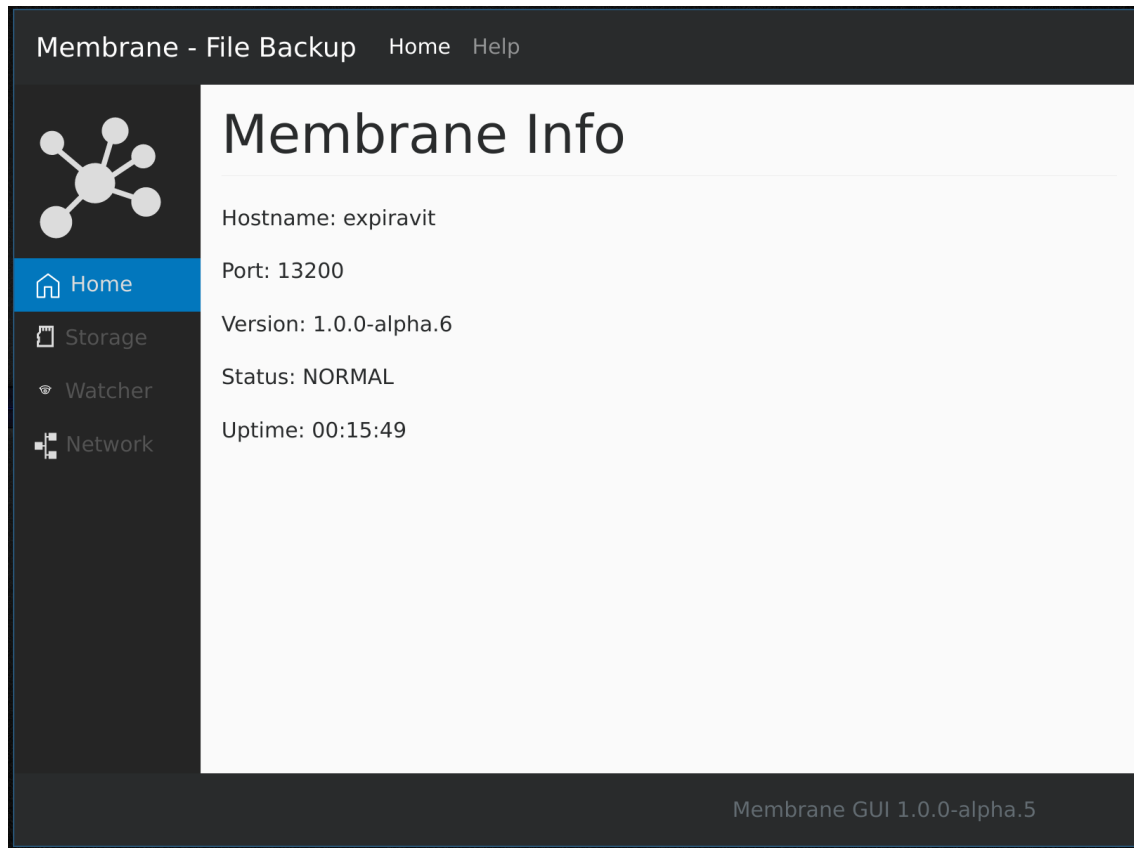 Membrane - File Backup Home Help
Membrane Info
Hostname: expiravit
Port: 13200
Version: 1.0.0-alpha.6
Status: NORMAL
Uptime: 00:15:49
Home
Storage
Watcher
Network
Membrane GUI 1.0.0-alpha.5